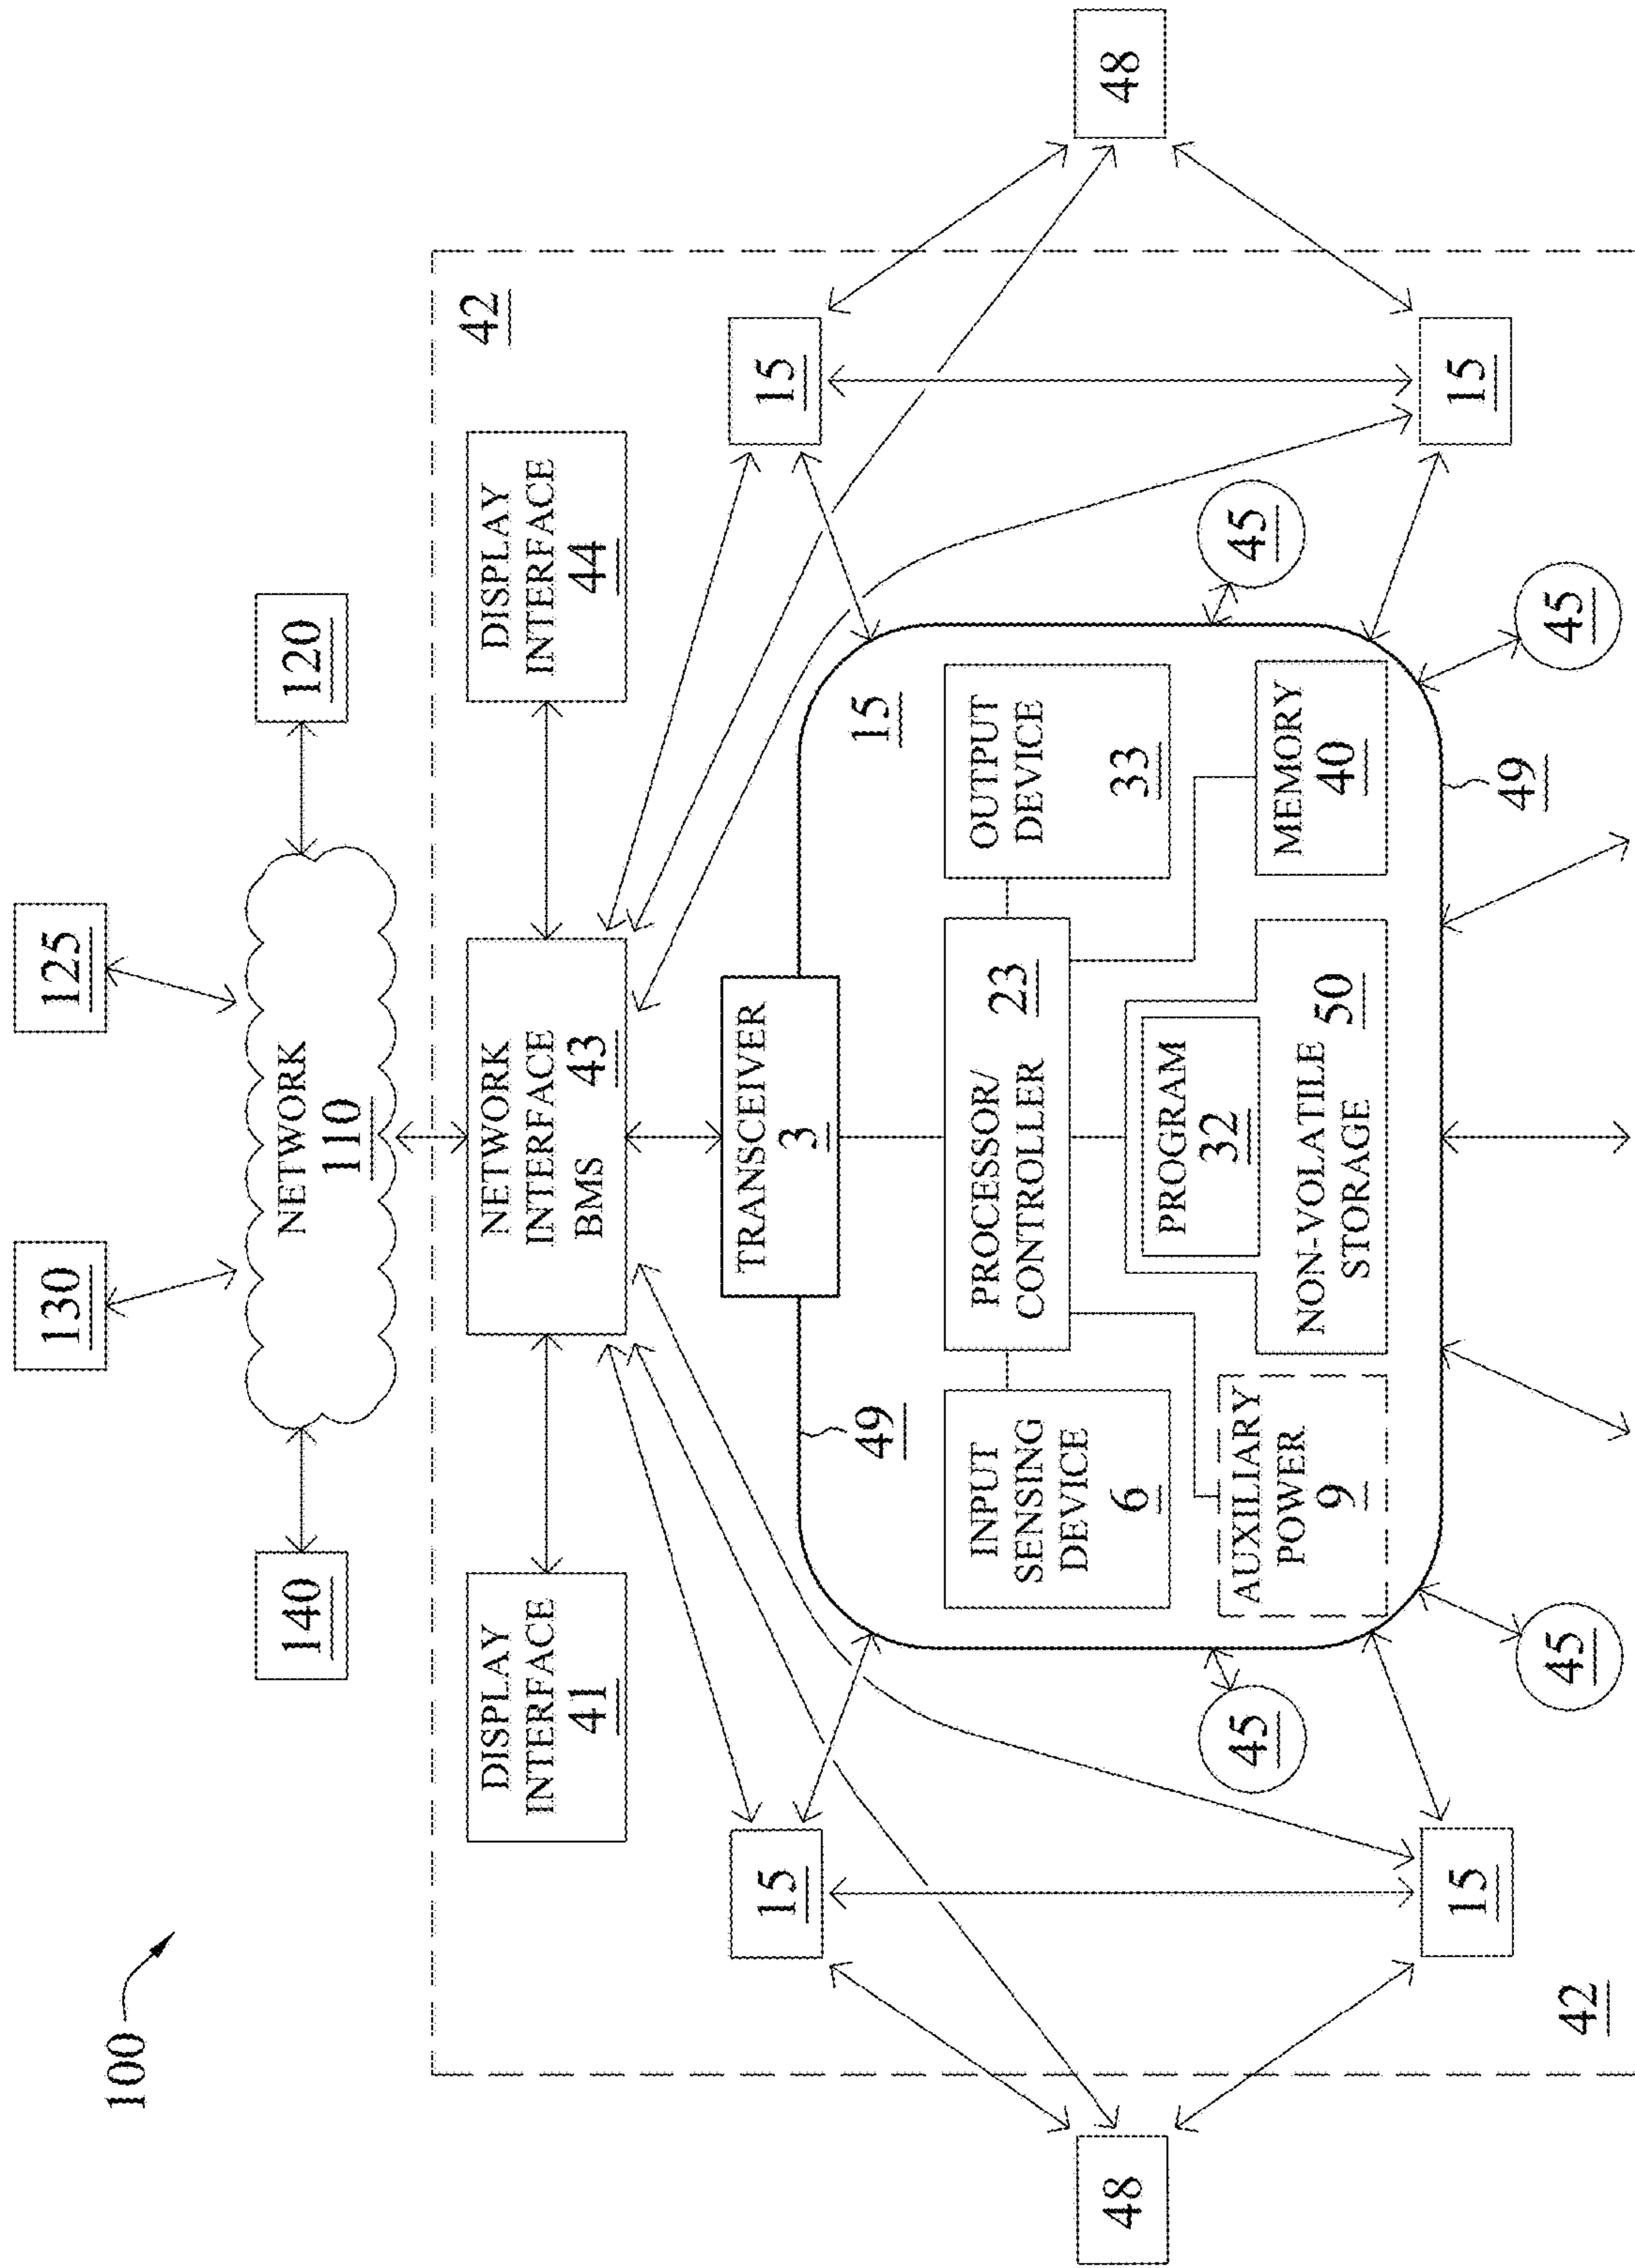 100
130
125
140
NETWORK
110
120
42
DISPLAY
INTERFACE
41
NETWORK
INTERFACE
BMS
43
DISPLAY
INTERFACE
44
TRANSCEIVER
3
15
15
49
15
48
48
INPUT
SENSING
DEVICE
6
PROCESSOR/
CONTROLLER
23
OUTPUT
DEVICE
33
PROGRAM
32
AUXILIARY
POWER
9
NON-VOLATILE
STORAGE
50
MEMORY
40
45
45
15
15
45
45
49
42